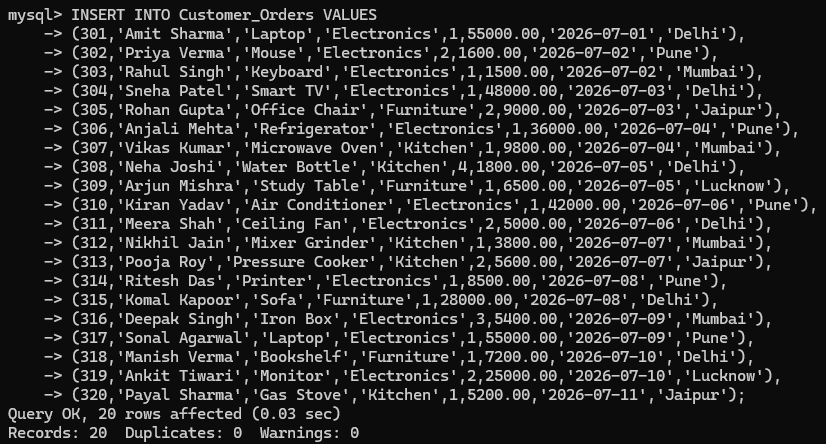 mysql> INSERT INTO Customer_Orders VALUES
    -> (301,'Amit Sharma','Laptop','Electronics',1,55000.00,'2026-07-01','Delhi'),
    -> (302,'Priya Verma','Mouse','Electronics',2,1600.00,'2026-07-02','Pune'),
    -> (303,'Rahul Singh','Keyboard','Electronics',1,1500.00,'2026-07-02','Mumbai'),
    -> (304,'Sneha Patel','Smart TV','Electronics',1,48000.00,'2026-07-03','Delhi'),
    -> (305,'Rohan Gupta','Office Chair','Furniture',2,9000.00,'2026-07-03','Jaipur'),
    -> (306,'Anjali Mehta','Refrigerator','Electronics',1,36000.00,'2026-07-04','Pune'),
    -> (307,'Vikas Kumar','Microwave Oven','Kitchen',1,9800.00,'2026-07-04','Mumbai'),
    -> (308,'Neha Joshi','Water Bottle','Kitchen',4,1800.00,'2026-07-05','Delhi'),
    -> (309,'Arjun Mishra','Study Table','Furniture',1,6500.00,'2026-07-05','Lucknow'),
    -> (310,'Kiran Yadav','Air Conditioner','Electronics',1,42000.00,'2026-07-06','Pune'),
    -> (311,'Meera Shah','Ceiling Fan','Electronics',2,5000.00,'2026-07-06','Delhi'),
    -> (312,'Nikhil Jain','Mixer Grinder','Kitchen',1,3800.00,'2026-07-07','Mumbai'),
    -> (313,'Pooja Roy','Pressure Cooker','Kitchen',2,5600.00,'2026-07-07','Jaipur'),
    -> (314,'Ritesh Das','Printer','Electronics',1,8500.00,'2026-07-08','Pune'),
    -> (315,'Komal Kapoor','Sofa','Furniture',1,28000.00,'2026-07-08','Delhi'),
    -> (316,'Deepak Singh','Iron Box','Electronics',3,5400.00,'2026-07-09','Mumbai'),
    -> (317,'Sonal Agarwal','Laptop','Electronics',1,55000.00,'2026-07-09','Pune'),
    -> (318,'Manish Verma','Bookshelf','Furniture',1,7200.00,'2026-07-10','Delhi'),
    -> (319,'Ankit Tiwari','Monitor','Electronics',2,25000.00,'2026-07-10','Lucknow'),
    -> (320,'Payal Sharma','Gas Stove','Kitchen',1,5200.00,'2026-07-11','Jaipur');
Query OK, 20 rows affected (0.03 sec)
Records: 20  Duplicates: 0  Warnings: 0